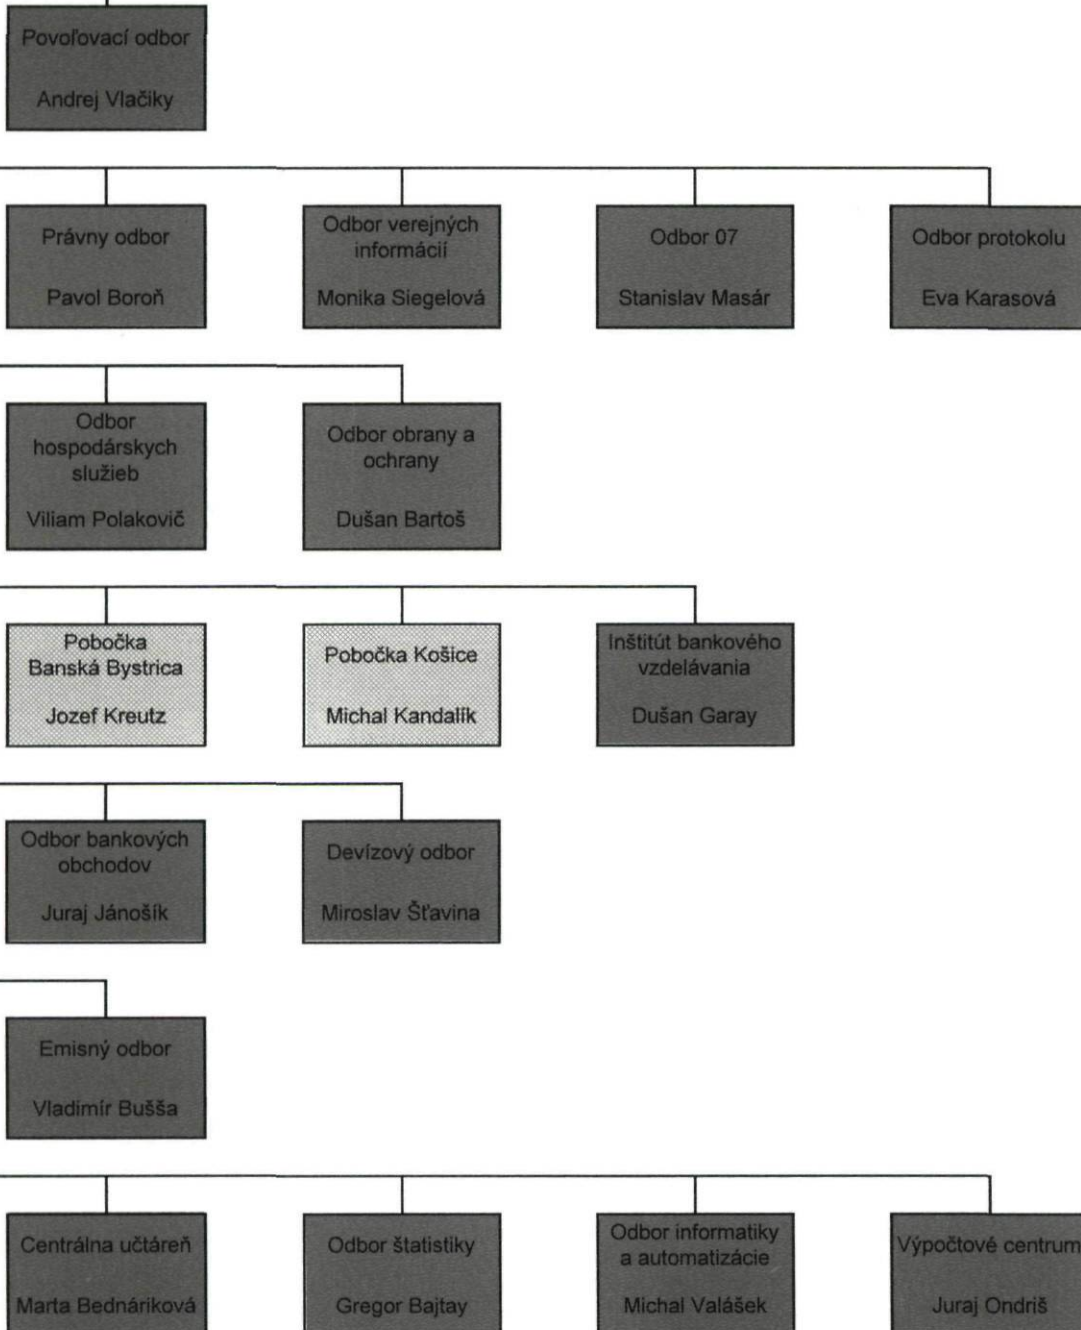 Povoľovací odbor
Andrej Vlačiky
Právny odbor
Pavol Boroň
Odbor verejných
informácií
Monika Siegelová
Odbor 07
Stanislav Masár
Odbor protokolu
Eva Karasová
Odbor
hospodárskych
služieb
Viliam Polakovič
Odbor obrany a
ochrany
Dušan Bartoš
Pobočka
Banská Bystrica
Jozef Kreutz
Pobočka Košice
Michal Kandalík
Inštitút bankového
vzdelávania
Dušan Garay
Odbor bankových
obchodov
Juraj Jánošík
Devízový odbor
Miroslav Šťavina
Emisný odbor
Vladimír Bušša
Centrálna učtáreň
Marta Bednáriková
Odbor štatistiky
Gregor Bajtay
Odbor informatiky
a automatizácie
Michal Valášek
Výpočtové centrum
Juraj Ondriš